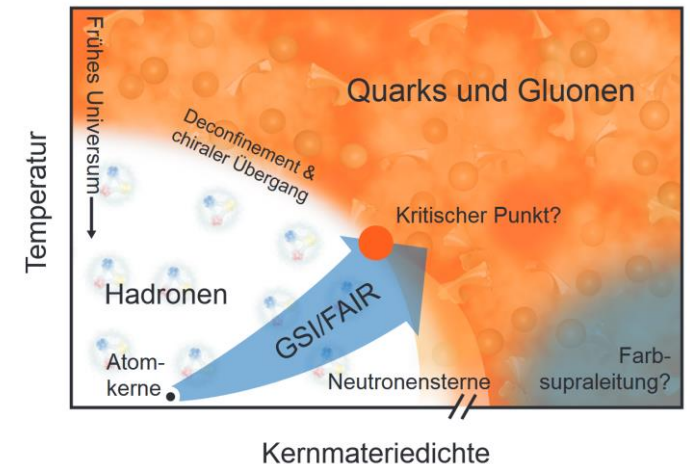 Frühes Universum
Quarks und Gluonen
Deconfinement &
chiraler Übergang
Temperatur
Kritischer Punkt?
Hadronen
GSI/FAIR
Atom-
kerne
Neutronensterne
Farb-
supraleitung?
Kernmateriedichte